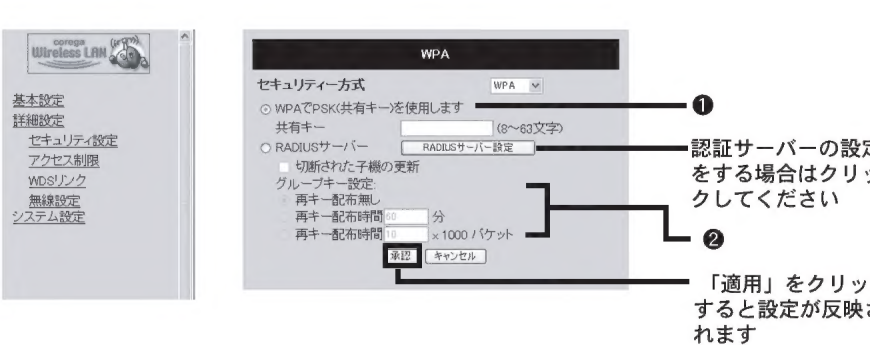 corega
Wireless LAN
基本設定
詳細設定
セキュリティ設定
アクセス制限
WDSリンク
無線設定
システム設定
WPA
セキュリティー方式 WPA
WPAでPSK(共有キー)を使用します
共有キー (8～63文字)
RADIUSサーバー RADIUSサーバー設定
切断された子機の更新
グループキー設定:
再キー配布無し
再キー配布時間 60 分
再キー配布時間 10 ×1000 パケット
承認 キャンセル
❶
認証サーバーの設定
をする場合はクリッ
クしてください
❷
「適用」をクリッ
すると設定が反映さ
れます